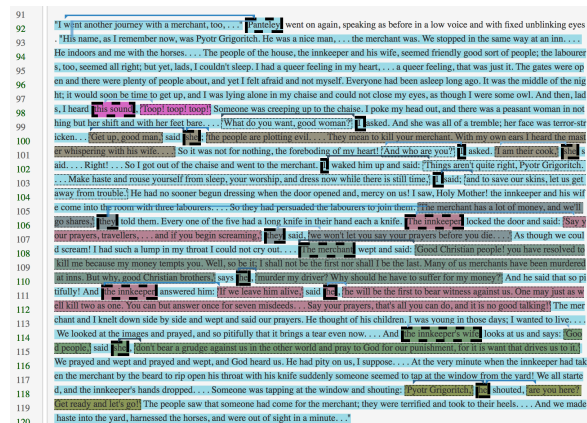 91
92 "I went another journey with a merchant, too, . . . ." Panteley went on again, speaking as before in a low voice and with fixed unblinking eyes
93 . "His name, as I remember now, was Pyotr Grigoritch. He was a nice man, . . . the merchant was. We stopped in the same way at an inn. . . .
94 He indoors and me with the horses. . . . The people of the house, the innkeeper and his wife, seemed friendly good sort of people; the labourer
95 s, too, seemed all right; but yet, lads, I couldn't sleep. I had a queer feeling in my heart, . . . a queer feeling, that was just it. The gates were op
96 en and there were plenty of people about, and yet I felt afraid and not myself. Everyone had been asleep long ago. It was the middle of the nig
97 ht; it would soon be time to get up, and I was lying alone in my chaise and could not close my eyes, as though I were some owl. And then, lad
98 s, I heard this sound, 'Toop! toop! toop!' Someone was creeping up to the chaise. I poke my head out, and there was a peasant woman in not
99 hing but her shift and with her feet bare. . . . 'What do you want, good woman?' I asked. And she was all of a tremble; her face was terror-str
100 icken. . . 'Get up, good man,' said she; 'the people are plotting evil. . . . They mean to kill your merchant. With my own ears I heard the mast
101 er whispering with his wife. . . .' So it was not for nothing, the foreboding of my heart! 'And who are you?' I asked. 'I am their cook,' she s
102 aid. . . . Right! . . . So I got out of the chaise and went to the merchant. I waked him up and said: 'Things aren't quite right, Pyotr Grigoritch.
103 . . . Make haste and rouse yourself from sleep, your worship, and dress now while there is still time,' I said; 'and to save our skins, let us get
104 away from trouble.' He had no sooner begun dressing when the door opened and, mercy on us! I saw, Holy Mother! the innkeeper and his wif
105 e come into the room with three labourers. . . . So they had persuaded the labourers to join them. 'The merchant has a lot of money, and we'll
106 go shares,' they told them. Every one of the five had a long knife in their hand each a knife. The innkeeper locked the door and said: 'Say y
107 our prayers, travellers, . . . and if you begin screaming,' they said, 'we won't let you say your prayers before you die. . . .' As though we coul
108 d scream! I had such a lump in my throat I could not cry out. . . . The merchant wept and said: 'Good Christian people! you have resolved to
109 kill me because my money tempts you. Well, so be it; I shall not be the first nor shall I be the last. Many of us merchants have been murdered
110 at inns. But why, good Christian brothers,' says he, 'murder my driver? Why should he have to suffer for my money?' And he said that so pi
111 tifully! And the innkeeper answered him: 'If we leave him alive,' said he, 'he will be the first to bear witness against us. One may just as w
112 ell kill two as one. You can but answer once for seven misdeeds. . . Say your prayers, that's all you can do, and it is no good talking!' The mer
113 chant and I knelt down side by side and wept and said our prayers. He thought of his children. I was young in those days; I wanted to live. . . .
114 We looked at the images and prayed, and so pitifully that it brings a tear even now. . . . And the innkeeper's wife looks at us and says: 'Goo
115 d people,' said she, 'don't bear a grudge against us in the other world and pray to God for our punishment, for it is want that drives us to it.'
116 We prayed and wept and prayed and wept, and God heard us. He had pity on us, I suppose. . . . At the very minute when the innkeeper had tak
117 en the merchant by the beard to rip open his throat with his knife suddenly someone seemed to tap at the window from the yard! We all starte
118 d, and the innkeeper's hands dropped. . . . Someone was tapping at the window and shouting: 'Pyotr Grigoritch,' he shouted, 'are you here?
119 Get ready and let's go!' The people saw that someone had come for the merchant; they were terrified and took to their heels. . . . And we made
120 haste into the yard, harnessed the horses, and were out of sight in a minute. . ."